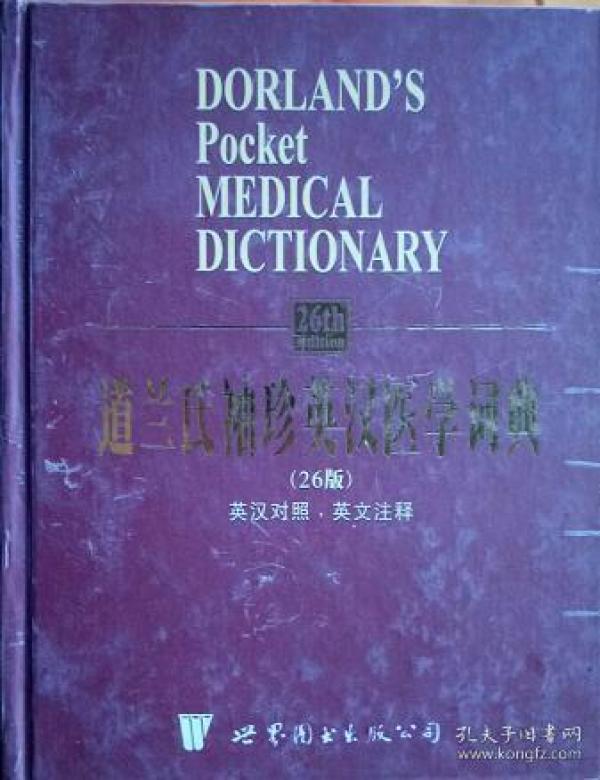 DORLAND'S
Pocket
MEDICAL
DICTIONARY
26th
edition
道兰氏袖珍英汉医学词典
(26版)
英汉对照·英文注释
世界图书出版公司
孔夫子旧书网
www.kongfz.com